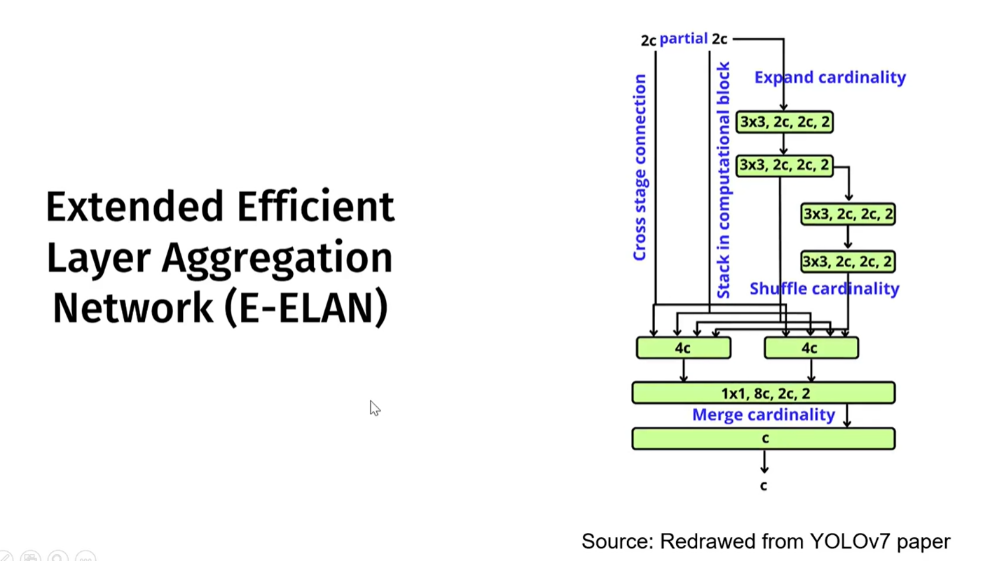 Extended Efficient
Layer Aggregation
Network (E-ELAN)
2c partial 2c
Expand cardinality
Cross stage connection
Stack in computational block
3x3, 2c, 2c, 2
3x3, 2c, 2c, 2
3x3, 2c, 2c, 2
3x3, 2c, 2c, 2
Shuffle cardinality
4c
4c
1x1, 8c, 2c, 2
Merge cardinality
c
c
Source: Redrawed from YOLOv7 paper